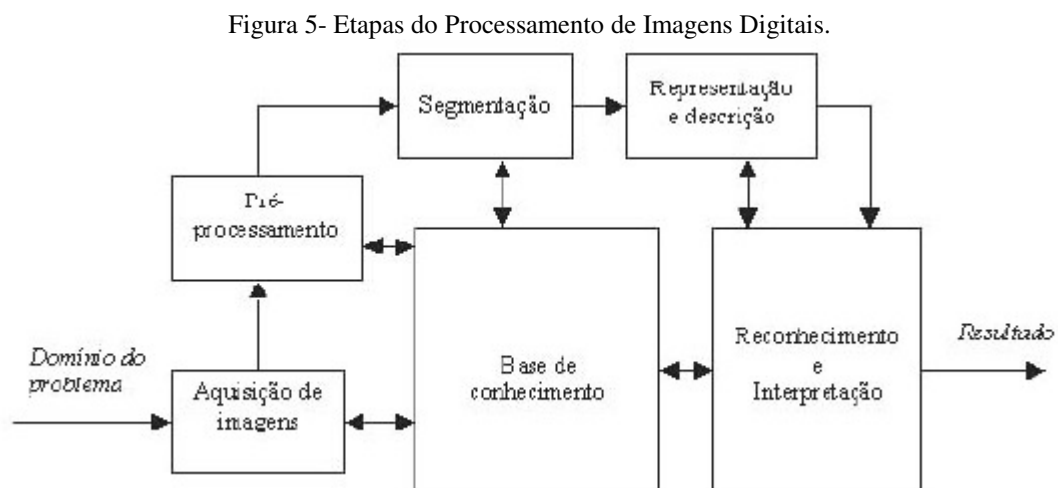 Figura 5- Etapas do Processamento de Imagens Digitais.
Segmentação
Representação
e descrição
Pré-
processamento
Domínio do
problema
Aquisição de
imagens
Base de
conhecimento
Reconhecimento
e
Interpretação
Resultado